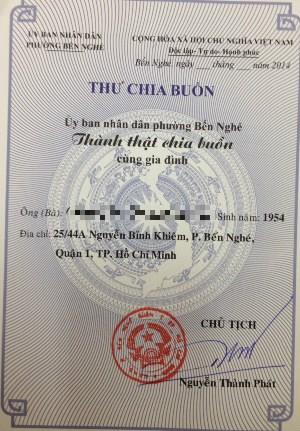 ỦY BAN NHÂN DÂN
PHƯỜNG BẾN NGHÉ
CỘNG HÒA XÃ HỘI CHỦ NGHĨA VIỆT NAM
Độc lập- Tự do- Hạnh phúc
Bến Nghé, ngày ___ tháng ___ năm 2014
THƯ CHIA BUỒN
Ủy ban nhân dân phường Bến Nghé
Thành thật chia buồn
cùng gia đình
Ông (Bà): Sinh năm: 1954
Địa chỉ: 25/44A Nguyễn Bỉnh Khiêm, P. Bến Nghé,
Quận 1, TP. Hồ Chí Minh
CHỦ TỊCH
Nguyễn Thành Phát